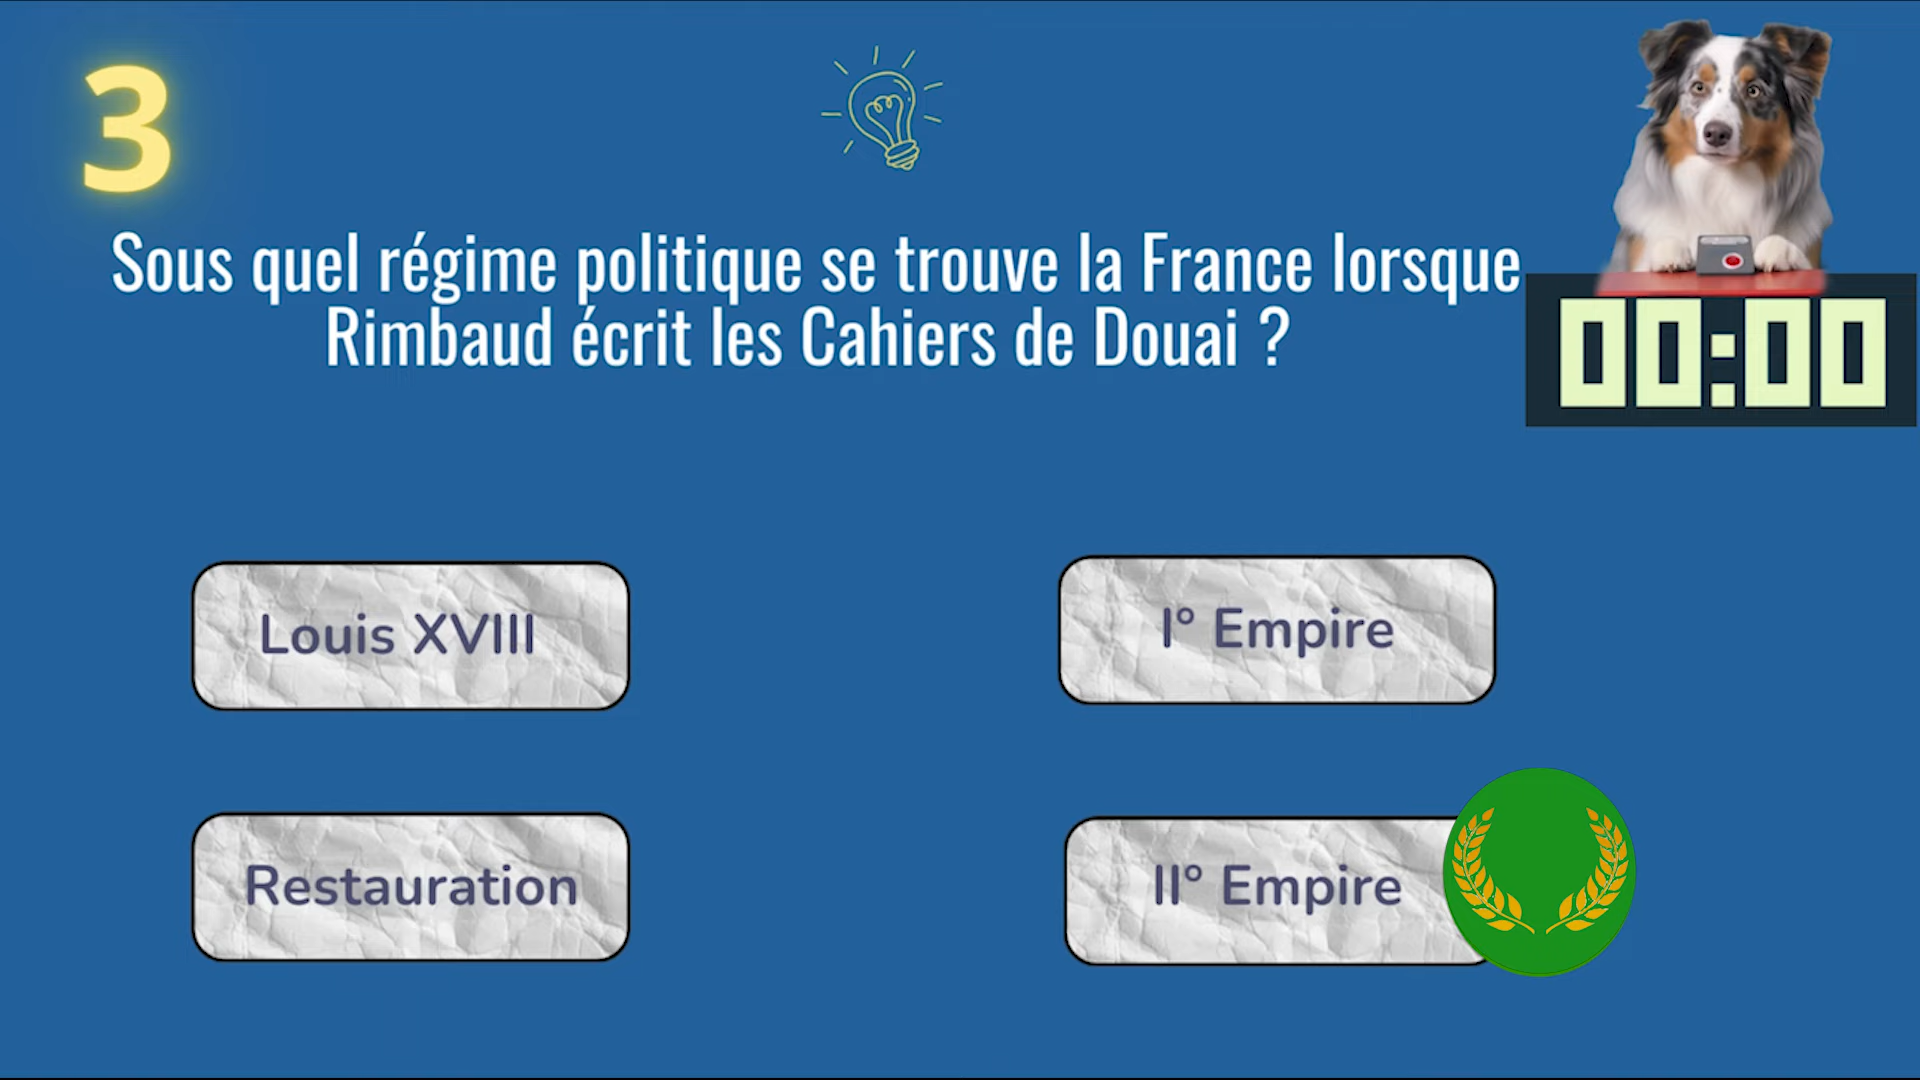 3
Sous quel régime politique se trouve la France lorsque
Rimbaud écrit les Cahiers de Douai ?
00:00
Louis XVIII
I° Empire
Restauration
II° Empire